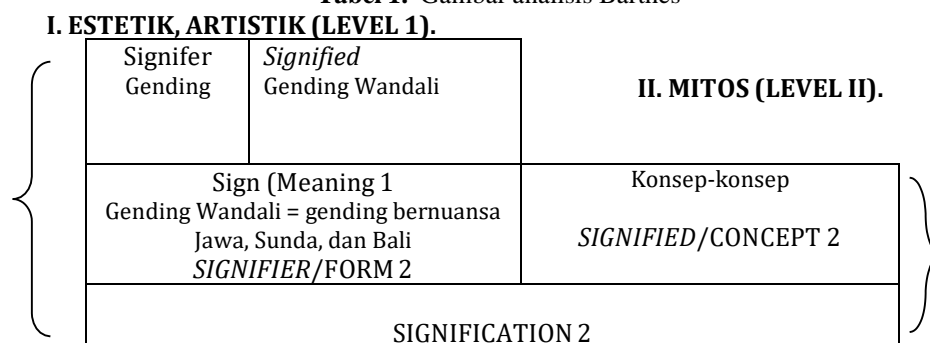 Tabel 1. Gambar analisis Barthes
I. ESTETIK, ARTISTIK (LEVEL 1).
Signifer
Gending
Signified
Gending Wandali
II. MITOS (LEVEL II).
Sign (Meaning 1
Gending Wandali = gending bernuansa
Jawa, Sunda, dan Bali
SIGNIFIER/FORM 2
Konsep-konsep
SIGNIFIED/CONCEPT 2
SIGNIFICATION 2